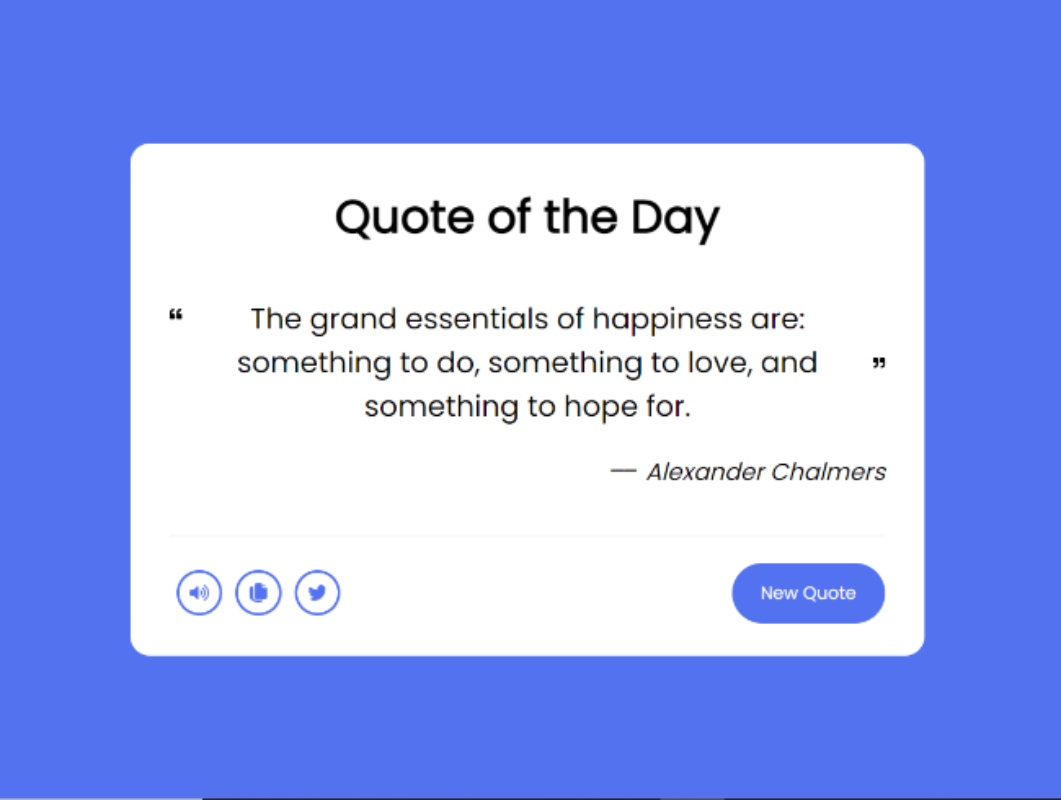 Quote of the Day
“ The grand essentials of happiness are:
something to do, something to love, and ”
something to hope for.
— Alexander Chalmers
New Quote